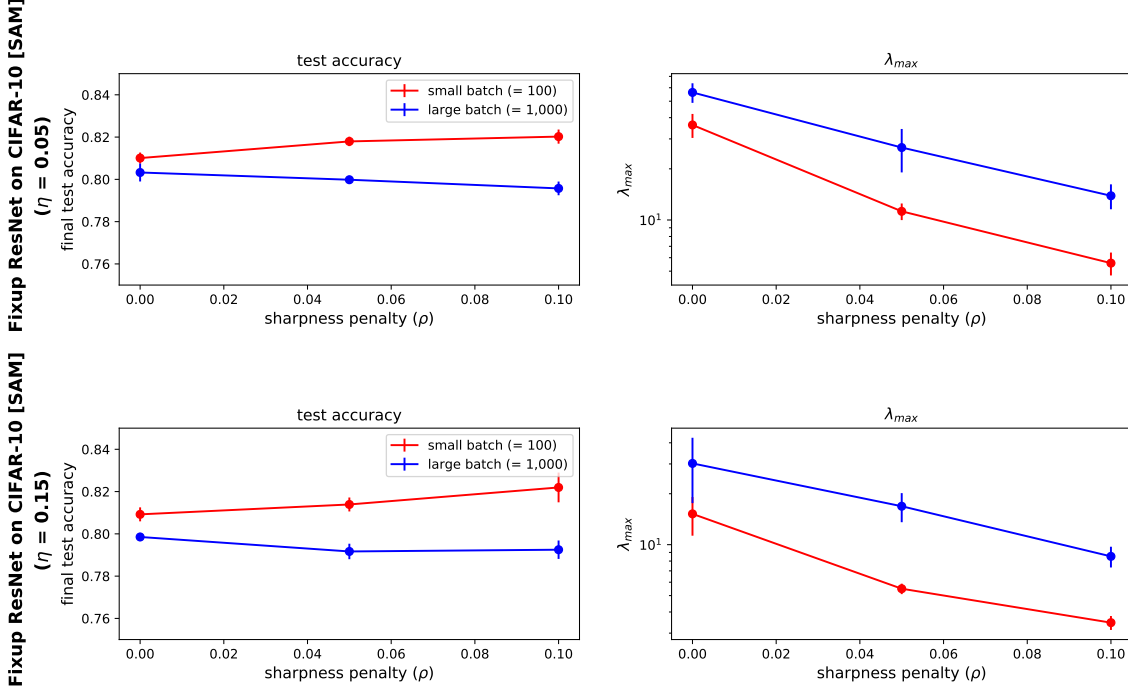 Fixup ResNet on CIFAR-10 [SAM]
(η = 0.05)
test accuracy
final test accuracy
0.84
0.82
0.80
0.78
0.76
small batch (= 100)
large batch (= 1,000)
0.00 0.02 0.04 0.06 0.08 0.10
sharpness penalty (ρ)
λmax
λmax
10¹
0.00 0.02 0.04 0.06 0.08 0.10
sharpness penalty (ρ)
Fixup ResNet on CIFAR-10 [SAM]
(η = 0.15)
test accuracy
final test accuracy
0.84
0.82
0.80
0.78
0.76
small batch (= 100)
large batch (= 1,000)
0.00 0.02 0.04 0.06 0.08 0.10
sharpness penalty (ρ)
λmax
λmax
10¹
0.00 0.02 0.04 0.06 0.08 0.10
sharpness penalty (ρ)